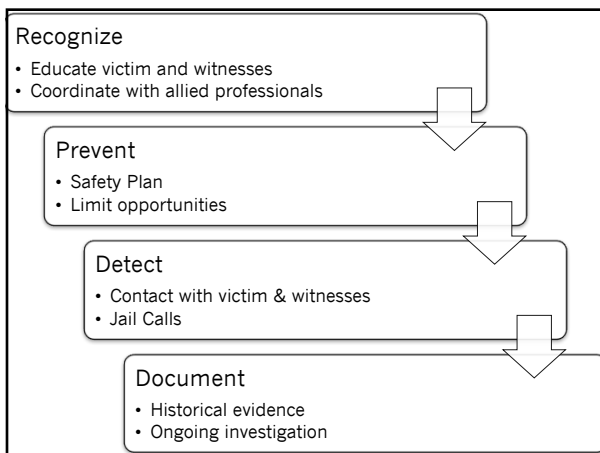 Recognize
• Educate victim and witnesses
• Coordinate with allied professionals
Prevent
• Safety Plan
• Limit opportunities
Detect
• Contact with victim & witnesses
• Jail Calls
Document
• Historical evidence
• Ongoing investigation